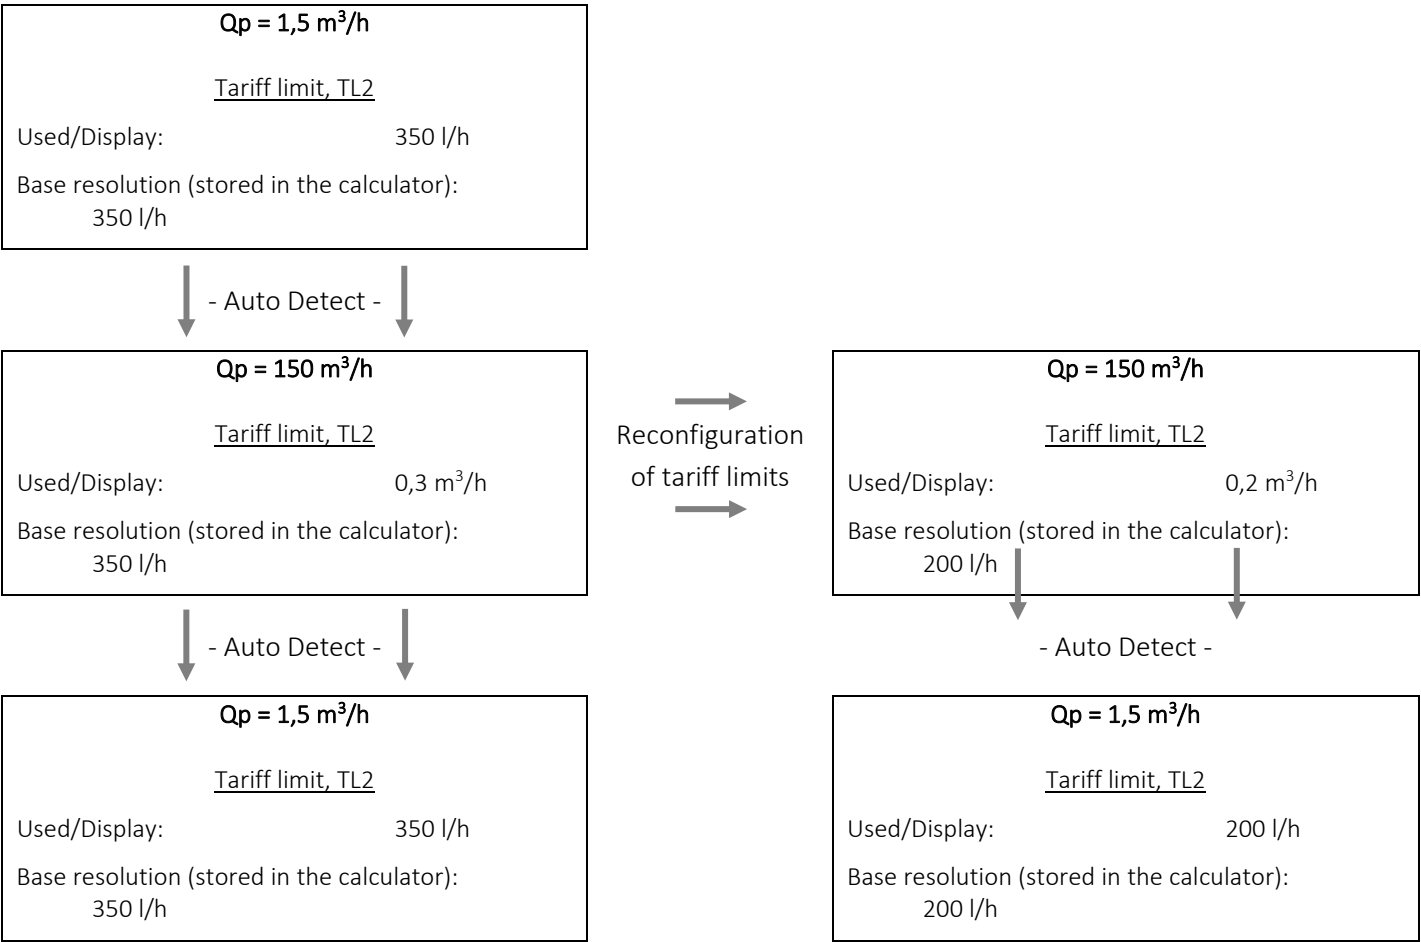 Qp = 1,5 m³/h
Tariff limit, TL2
Used/Display: 350 l/h
Base resolution (stored in the calculator):
350 l/h
- Auto Detect -
Qp = 150 m³/h
Tariff limit, TL2
Used/Display: 0,3 m³/h
Base resolution (stored in the calculator):
350 l/h
Reconfiguration
of tariff limits
Qp = 150 m³/h
Tariff limit, TL2
Used/Display: 0,2 m³/h
Base resolution (stored in the calculator):
200 l/h
- Auto Detect -
- Auto Detect -
Qp = 1,5 m³/h
Tariff limit, TL2
Used/Display: 350 l/h
Base resolution (stored in the calculator):
350 l/h
Qp = 1,5 m³/h
Tariff limit, TL2
Used/Display: 200 l/h
Base resolution (stored in the calculator):
200 l/h